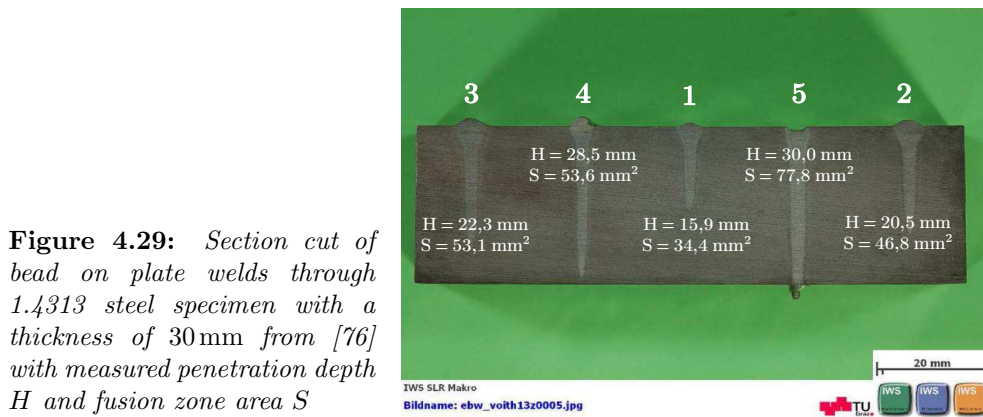 Figure 4.29: Section cut of
bead on plate welds through
1.4313 steel specimen with a
thickness of 30 mm from [76]
with measured penetration depth
H and fusion zone area S
3 4 1 5 2
H = 28,5 mm
S = 53,6 mm²
H = 30,0 mm
S = 77,8 mm²
H = 22,3 mm
S = 53,1 mm²
H = 15,9 mm
S = 34,4 mm²
H = 20,5 mm
S = 46,8 mm²
20 mm
IWS SLR Makro
Bildname: ebw_voith13z0005.jpg
TU
IWS IWS IWS